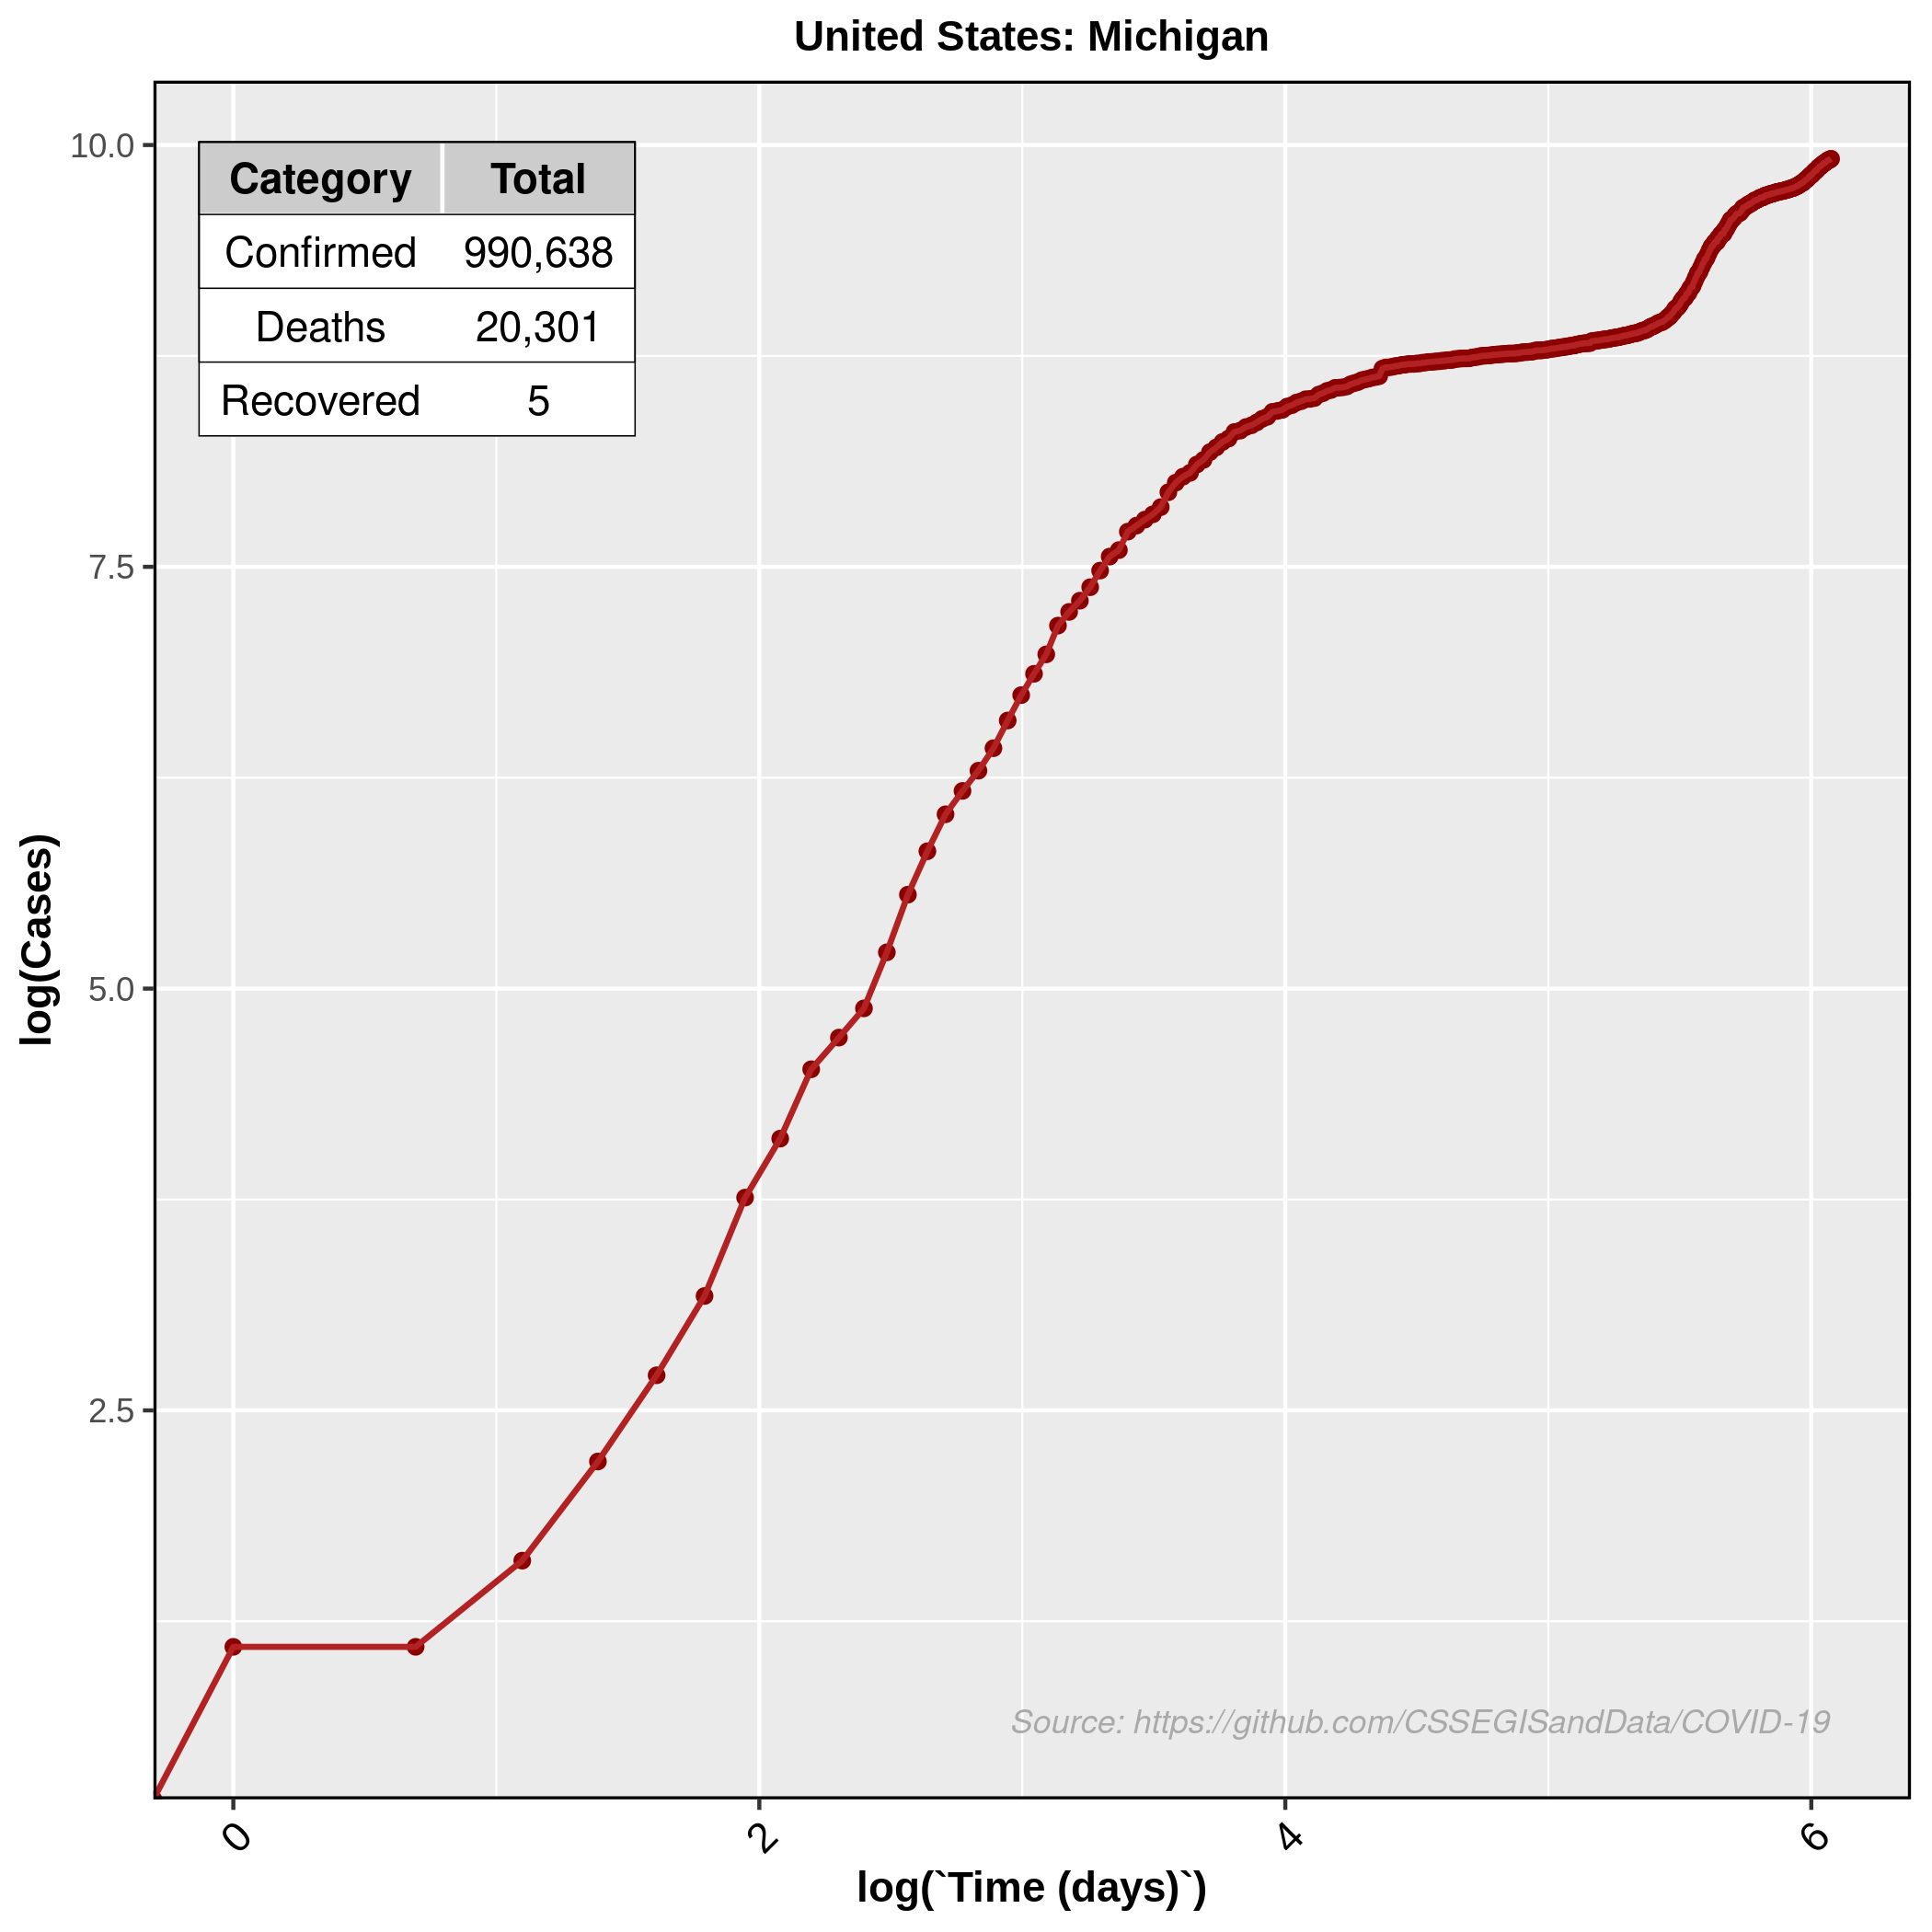 United States: Michigan
10.0
7.5
5.0
2.5
log(Cases)
Category Total
Confirmed 990,638
Deaths 20,301
Recovered 5
Source: https://github.com/CSSEGISandData/COVID-19
0 2 4 6
log(`Time (days)`)